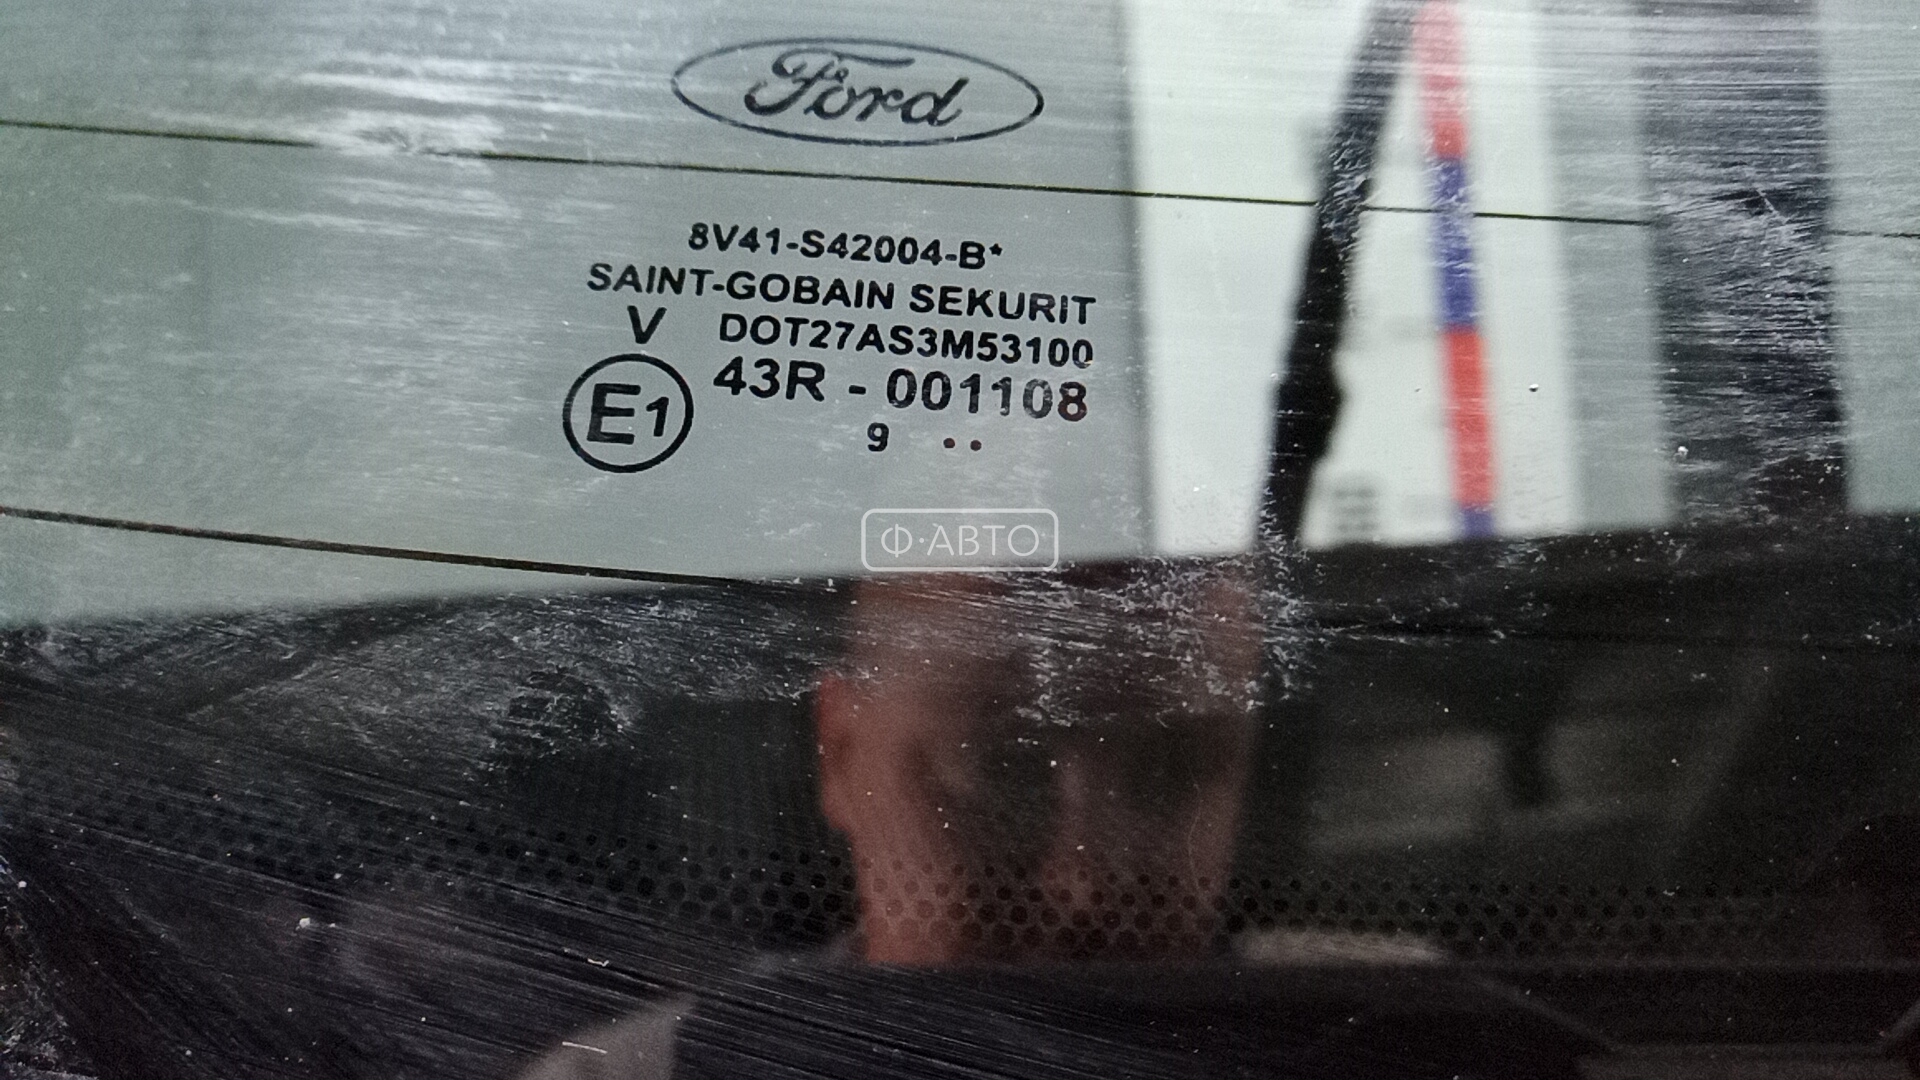 Ford
8V41-S42004-B*
SAINT-GOBAIN SEKURIT
V DOT27AS3M53100
E1 43R - 001108
9 ..
Ф·АВТО